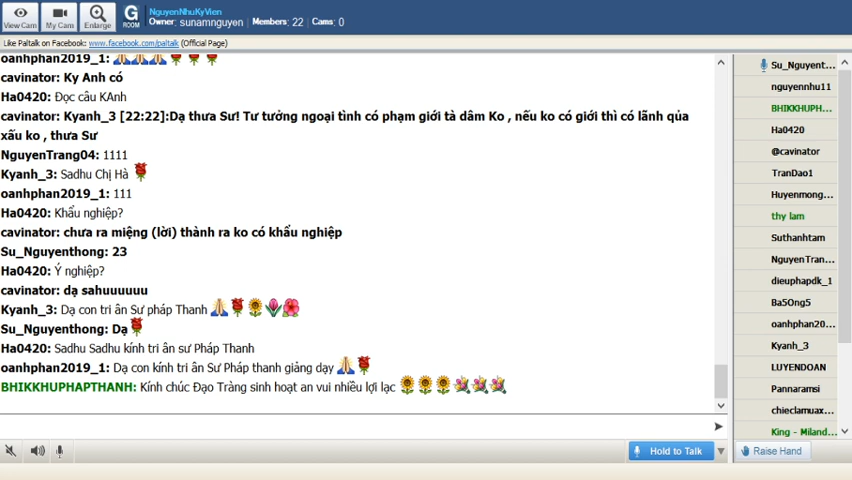 View Cam
My Cam
Enlarge
G
ROOM
NguyenNhuKyVien
Owner: sunamnguyen Members: 22 Cams: 0
Like Paltalk on Facebook: www.facebook.com/paltalk (Official Page)
oanhphan2019_1: 🙏🙏🙏🌹🌹🌹
cavinator: Ky Anh có
Ha0420: Đọc câu KAnh
cavinator: Kyanh_3 [22:22]:Dạ thưa Sư! Tư tưởng ngoại tình có phạm giới tà dâm Ko , nếu ko có giới thì có lãnh qủa
xấu ko , thưa Sư
NguyenTrang04: 1111
Kyanh_3: Sadhu Chị Hà 🌹
oanhphan2019_1: 111
Ha0420: Khẩu nghiệp?
cavinator: chưa ra miệng (lời) thành ra ko có khẩu nghiệp
Su_Nguyenthong: 23
Ha0420: Ý nghiệp?
cavinator: dạ sahuuuuuu
Kyanh_3: Dạ con tri ân Sư pháp Thanh 🙏🌹🌻🌷🌺
Su_Nguyenthong: Dạ🌹
Ha0420: Sadhu Sadhu kính tri ân sư Pháp Thanh
oanhphan2019_1: Dạ con kính tri ân Sư Pháp thanh giảng dạy 🙏🌹
BHIKKHUPHAPTHANH: Kính chúc Đạo Tràng sinh hoạt an vui nhiều lợi lạc 🌻🌻🌻💐💐💐
Su_Nguyent...
nguyennhu11
BHIKKHUPH...
Ha0420
@cavinator
TranDao1
Huyenmong...
thy lam
Suthanhtam
NguyenTran...
dieuphapdk_1
Ba5Ong5
oanhphan20...
Kyanh_3
LUYENDOAN
Pannaramsi
chieclamuax...
King - Miland...
Hold to Talk
Raise Hand